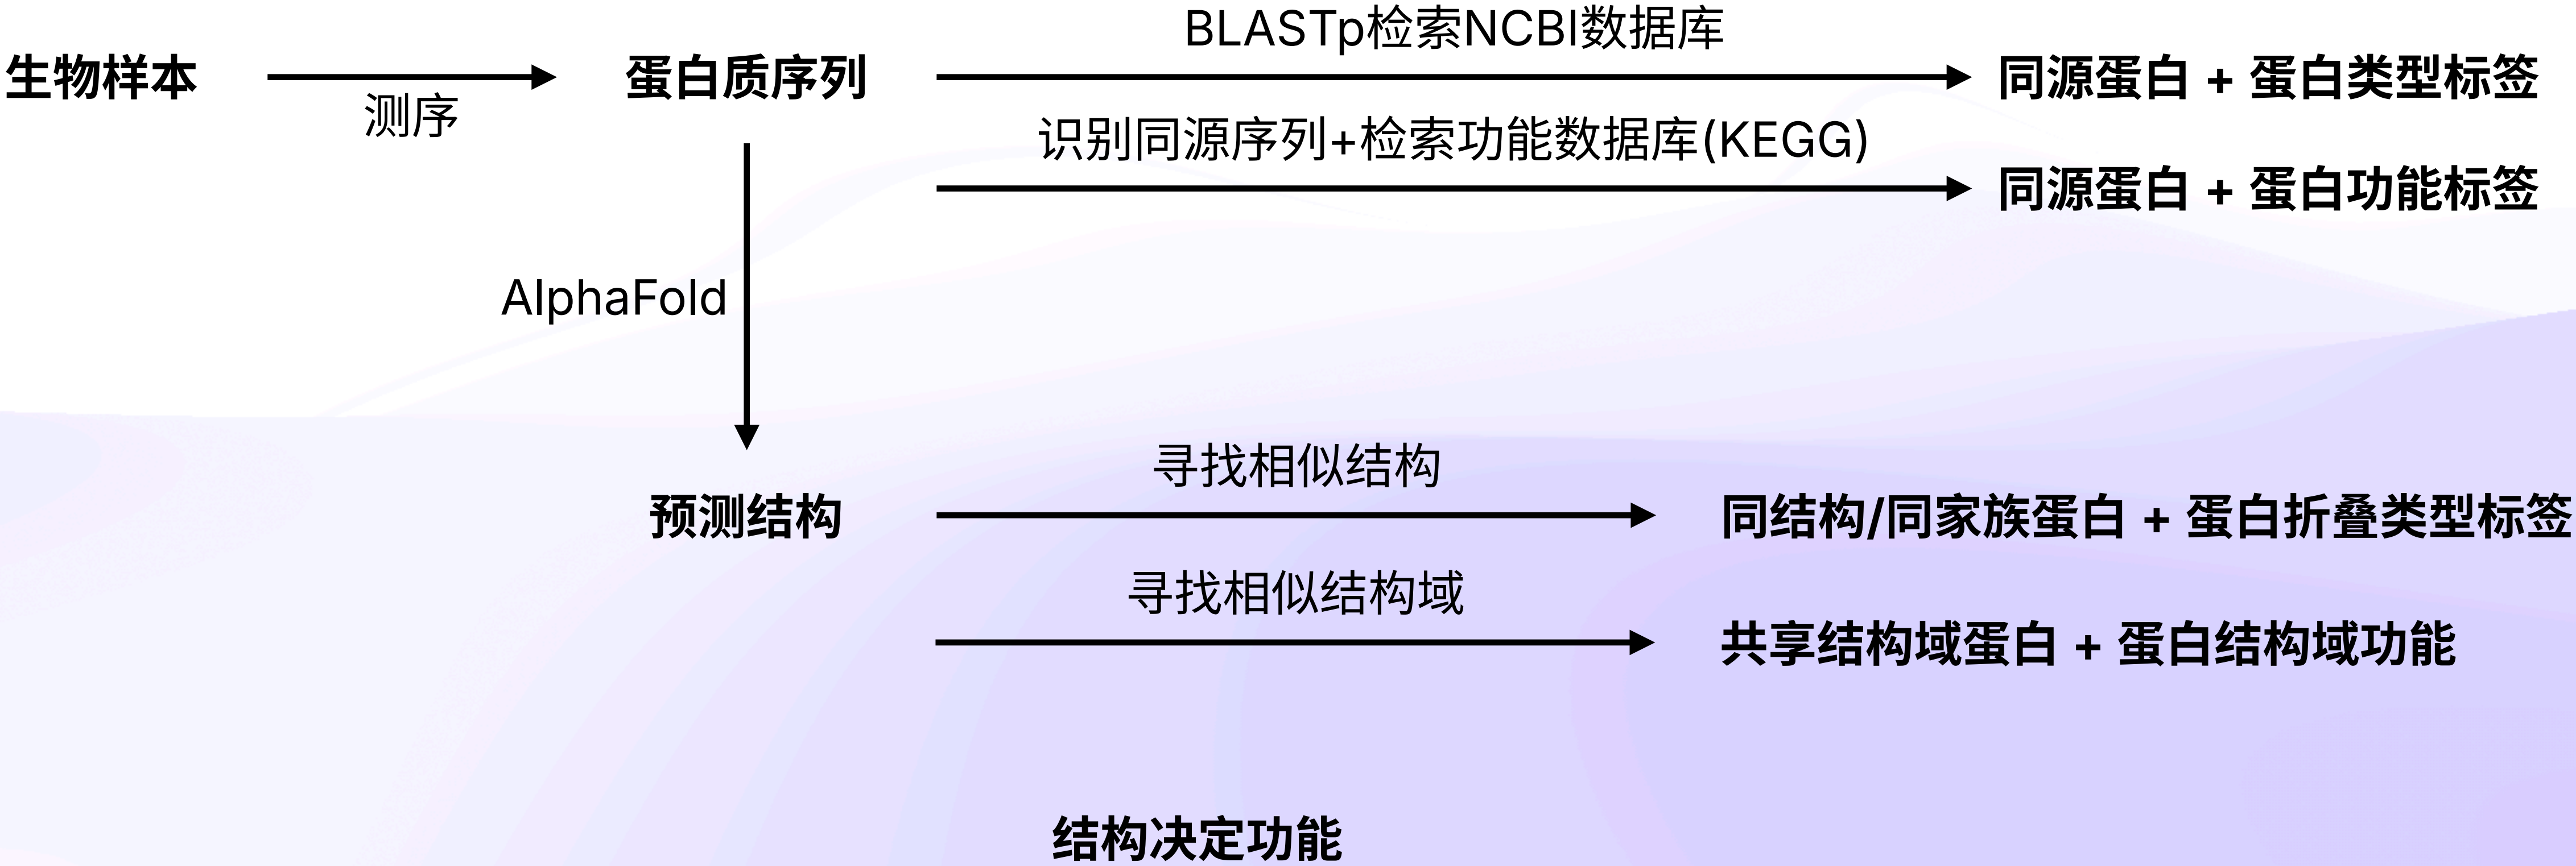 BLASTp检索NCBI数据库
生物样本
测序
蛋白质序列
同源蛋白 + 蛋白类型标签
识别同源序列+检索功能数据库(KEGG)
同源蛋白 + 蛋白功能标签
AlphaFold
寻找相似结构
预测结构
同结构/同家族蛋白 + 蛋白折叠类型标签
寻找相似结构域
共享结构域蛋白 + 蛋白结构域功能
结构决定功能